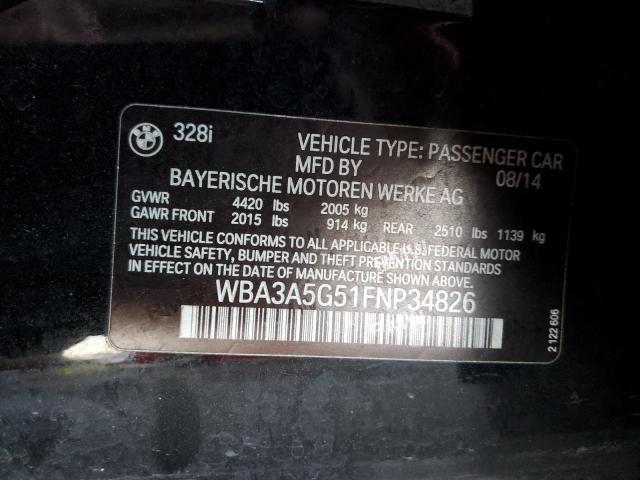 BMW
328i VEHICLE TYPE: PASSENGER CAR
MFD BY 08/14
BAYERISCHE MOTOREN WERKE AG
GVWR 4420 lbs 2005 kg
GAWR FRONT 2015 lbs 914 kg REAR 2510 lbs 1139 kg
THIS VEHICLE CONFORMS TO ALL APPLICABLE U.S. FEDERAL MOTOR
VEHICLE SAFETY, BUMPER AND THEFT PREVENTION STANDARDS
IN EFFECT ON THE DATE OF MANUFACTURE SHOWN ABOVE.
WBA3A5G51FNP34826
2 122 606